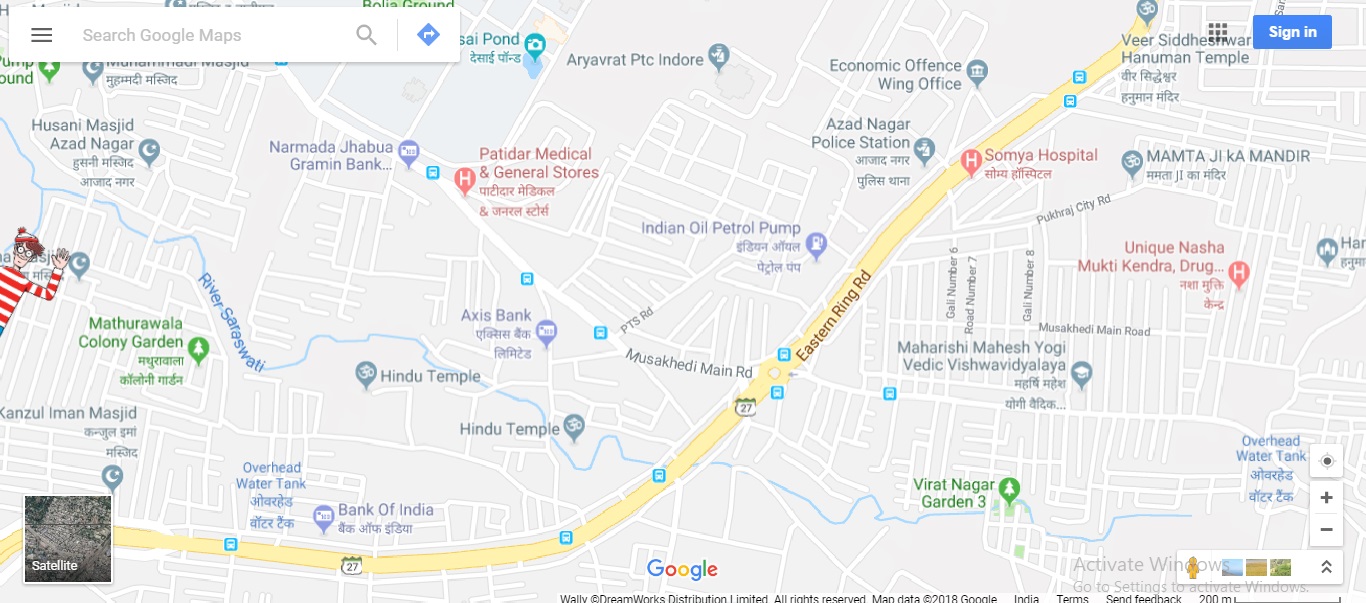 Bolia Ground
Search Google Maps
Desai Pond
देसाई पॉन्ड
Aryavrat Ptc Indore
Economic Offence
Wing Office
Sign in
Veer Siddheshwar
Hanuman Temple
वीर सिद्धेश्वर
हनुमान मंदिर
Muhammadi Masjid
मुहम्मदी मस्जिद
ound
Husani Masjid
Azad Nagar
हुसनी मस्जिद
आजाद नगर
Narmada Jhabua
Gramin Bank...
Patidar Medical
& General Stores
पाटीदार मेडिकल
& जनरल स्टोर्स
Azad Nagar
Police Station
आजाद नगर
पुलिस थाना
Somya Hospital
सोम्य हॉस्पिटल
MAMTA JI kA MANDIR
ममता JI का मंदिर
Pukhraj City Rd
Indian Oil Petrol Pump
इंडियन ऑयल
पेट्रोल पंप
Unique Nasha
Mukti Kendra, Drug...
नशा मुक्ति
केन्द्र
Har
हनुमा
River Saraswati
Eastern Ring Rd
Gali Number 6
Road Number 7
Gali Number 8
Musakhedi Main Road
Mathurawala
Colony Garden
मथुरावाला
कॉलोनी गार्डन
Axis Bank
एक्सिस बैंक
लिमिटेड
PTS Rd
Musakhedi Main Rd
Maharishi Mahesh Yogi
Vedic Vishwavidyalaya
महर्षि महेश
योगी वैदिक...
Hindu Temple
27
Kanzul Iman Masjid
कन्जुल इमां
मस्जिद
Hindu Temple
Overhead
Water Tank
ओवरहेड
वॉटर टैंक
Overhead
Water Tank
ओवरहेड
वॉटर टैंक
Virat Nagar
Garden 3
Bank Of India
बैंक ऑफ इंडिया
Satellite
27
Google
Activate Windows
Go to Settings to activate Windows.
Wally ©DreamWorks Distribution Limited. All rights reserved. Map data ©2018 Google India Terms Send feedback 200 m